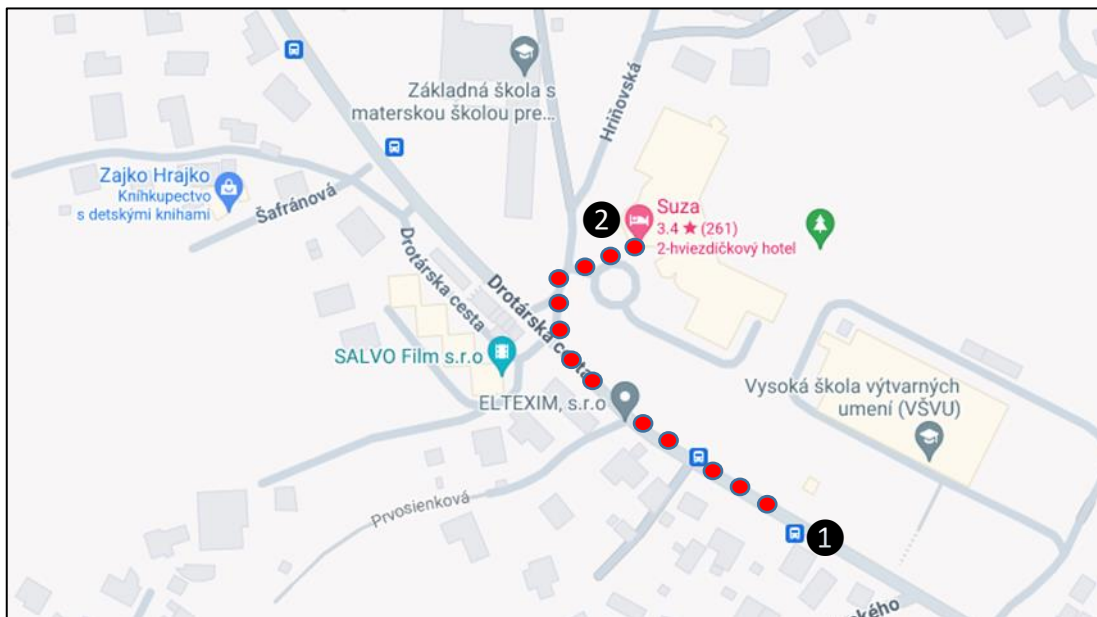 Hriňovská
Základná škola s
materskou školou pre...
Zajko Hrajko
Kníhkupectvo
s detskými knihami
Šafránová
2
Suza
3.4 ★ (261)
2-hviezdičkový hotel
Drotárska cesta
Drotárska cesta
SALVO Film s.r.o
ELTEXIM, s.r.o
Vysoká škola výtvarných
umení (VŠVU)
Prvosienková
1
ského